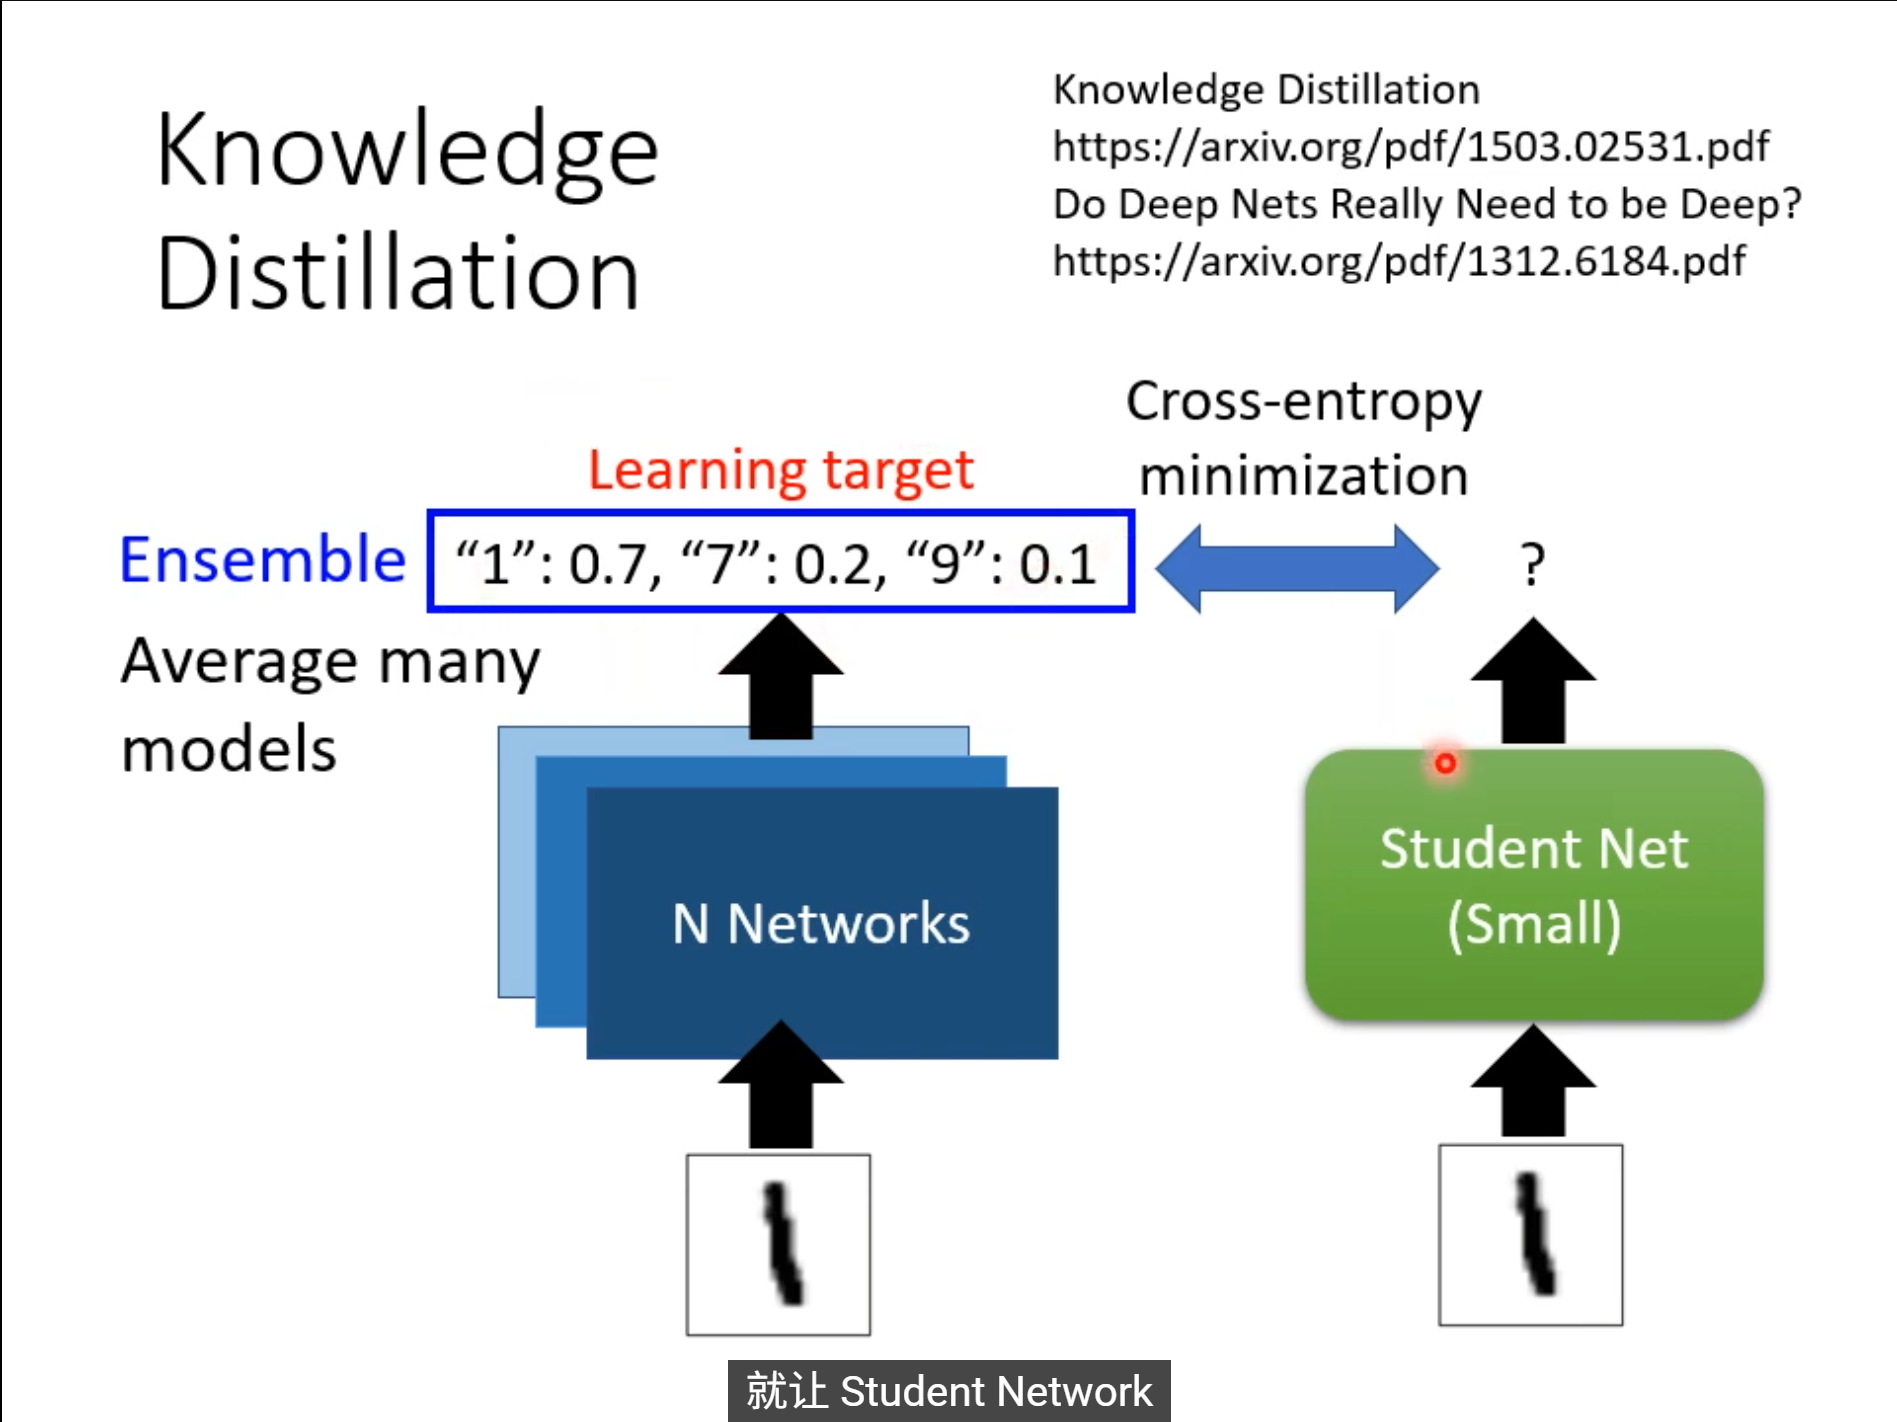 Knowledge
Distillation
Knowledge Distillation
https://arxiv.org/pdf/1503.02531.pdf
Do Deep Nets Really Need to be Deep?
https://arxiv.org/pdf/1312.6184.pdf
Cross-entropy
minimization
Learning target
Ensemble
“1”: 0.7, “7”: 0.2, “9”: 0.1
?
Average many
models
N Networks
Student Net
(Small)
就让 Student Network